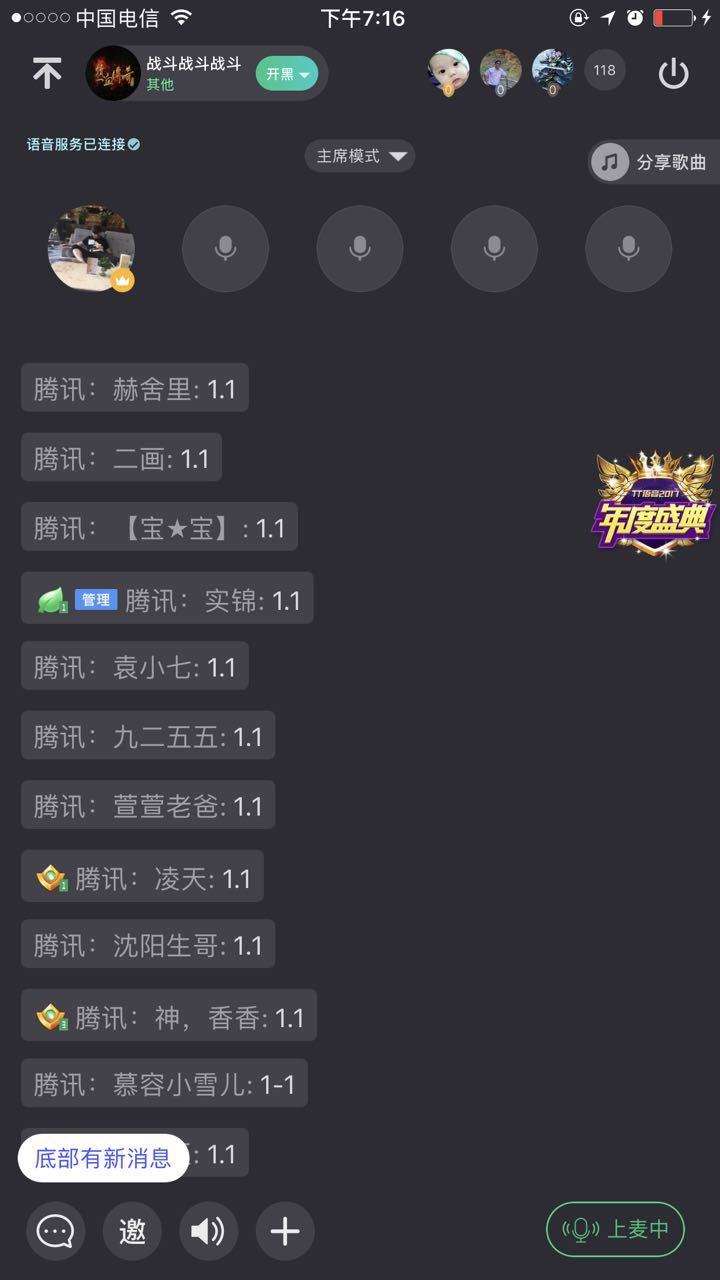 中国电信
下午7:16
战斗战斗战斗
其他
开黑
118
语音服务已连接
主席模式
分享歌曲
腾讯：赫舍里: 1.1
腾讯：二画: 1.1
腾讯：【宝★宝】: 1.1
TT语音2017
年度盛典
1 管理 腾讯：实锦: 1.1
腾讯：袁小七: 1.1
腾讯：九二五五: 1.1
腾讯：萱萱老爸: 1.1
1 腾讯：凌天: 1.1
腾讯：沈阳生哥: 1.1
3 腾讯：神，香香: 1.1
腾讯：慕容小雪儿: 1-1
底部有新消息
: 1.1
邀
上麦中